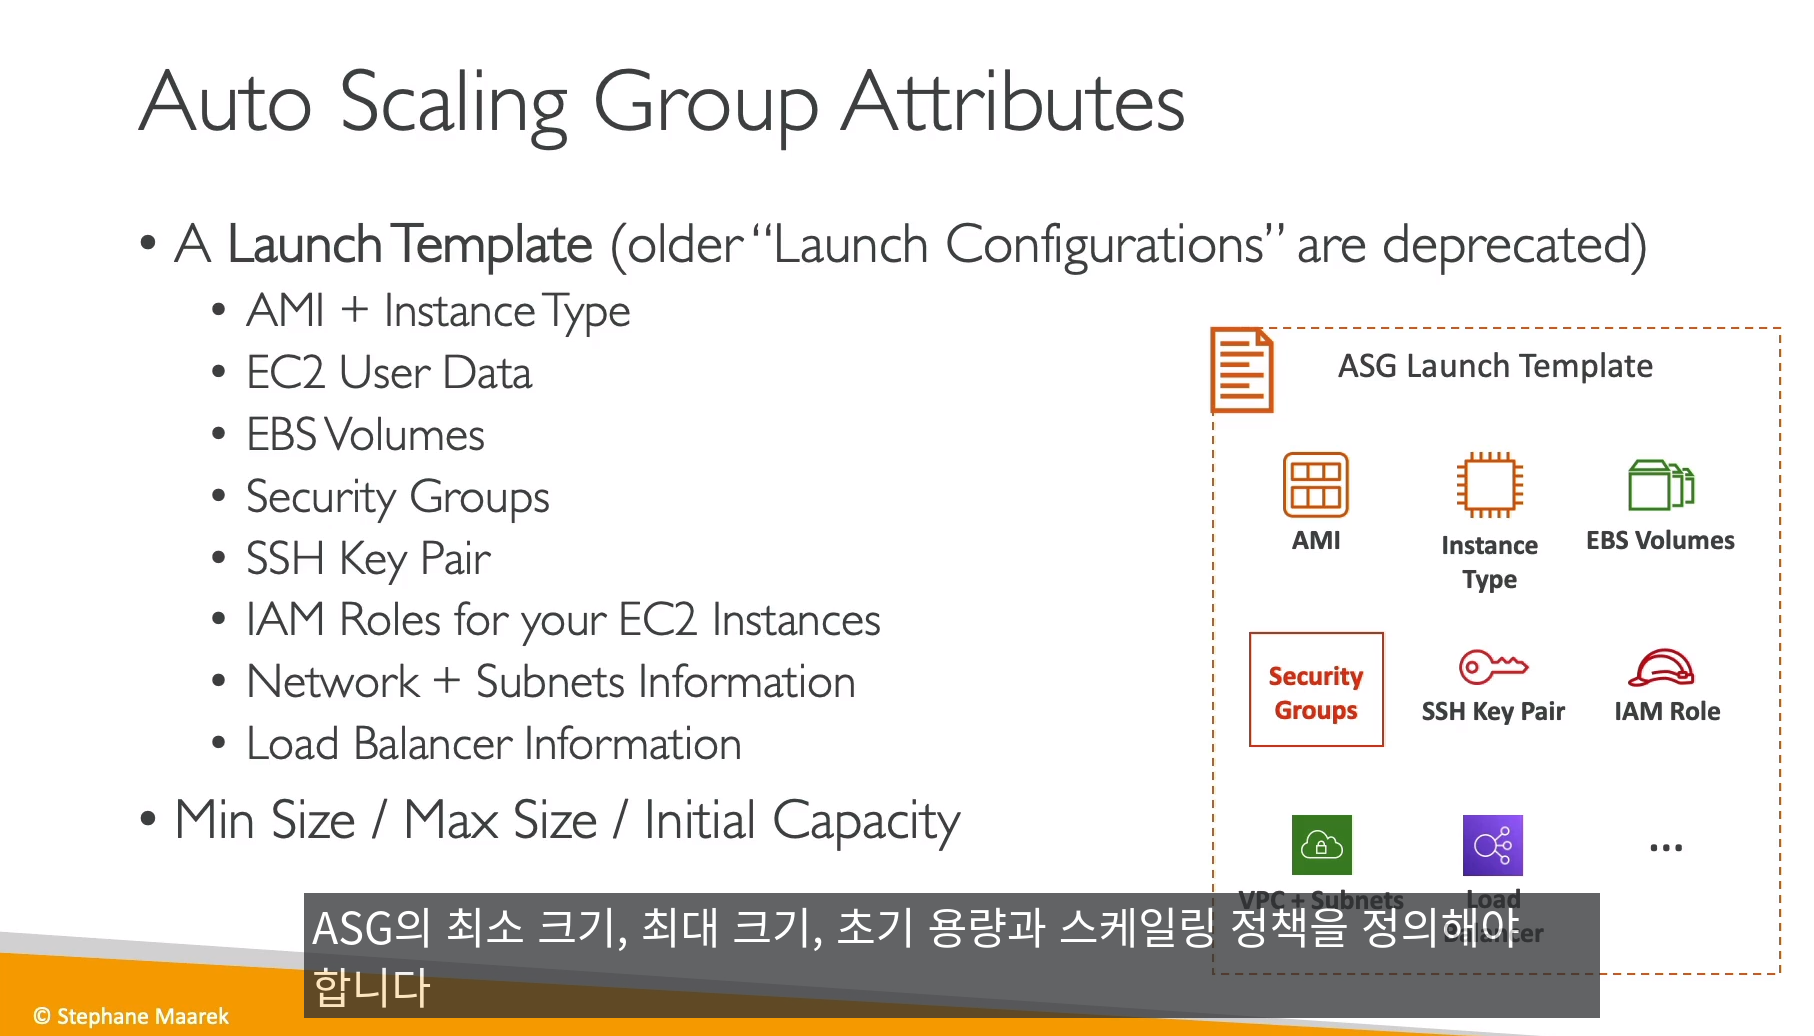 Auto Scaling Group Attributes
• A Launch Template (older “Launch Configurations” are deprecated)
• AMI + Instance Type
• EC2 User Data
• EBS Volumes
• Security Groups
• SSH Key Pair
• IAM Roles for your EC2 Instances
• Network + Subnets Information
• Load Balancer Information
• Min Size / Max Size / Initial Capacity
ASG Launch Template
AMI
Instance
Type
EBS Volumes
Security
Groups
SSH Key Pair
IAM Role
...
VPC + Subnets
Load
Balancer
ASG의 최소 크기, 최대 크기, 초기 용량과 스케일링 정책을 정의해야
합니다
© Stephane Maarek